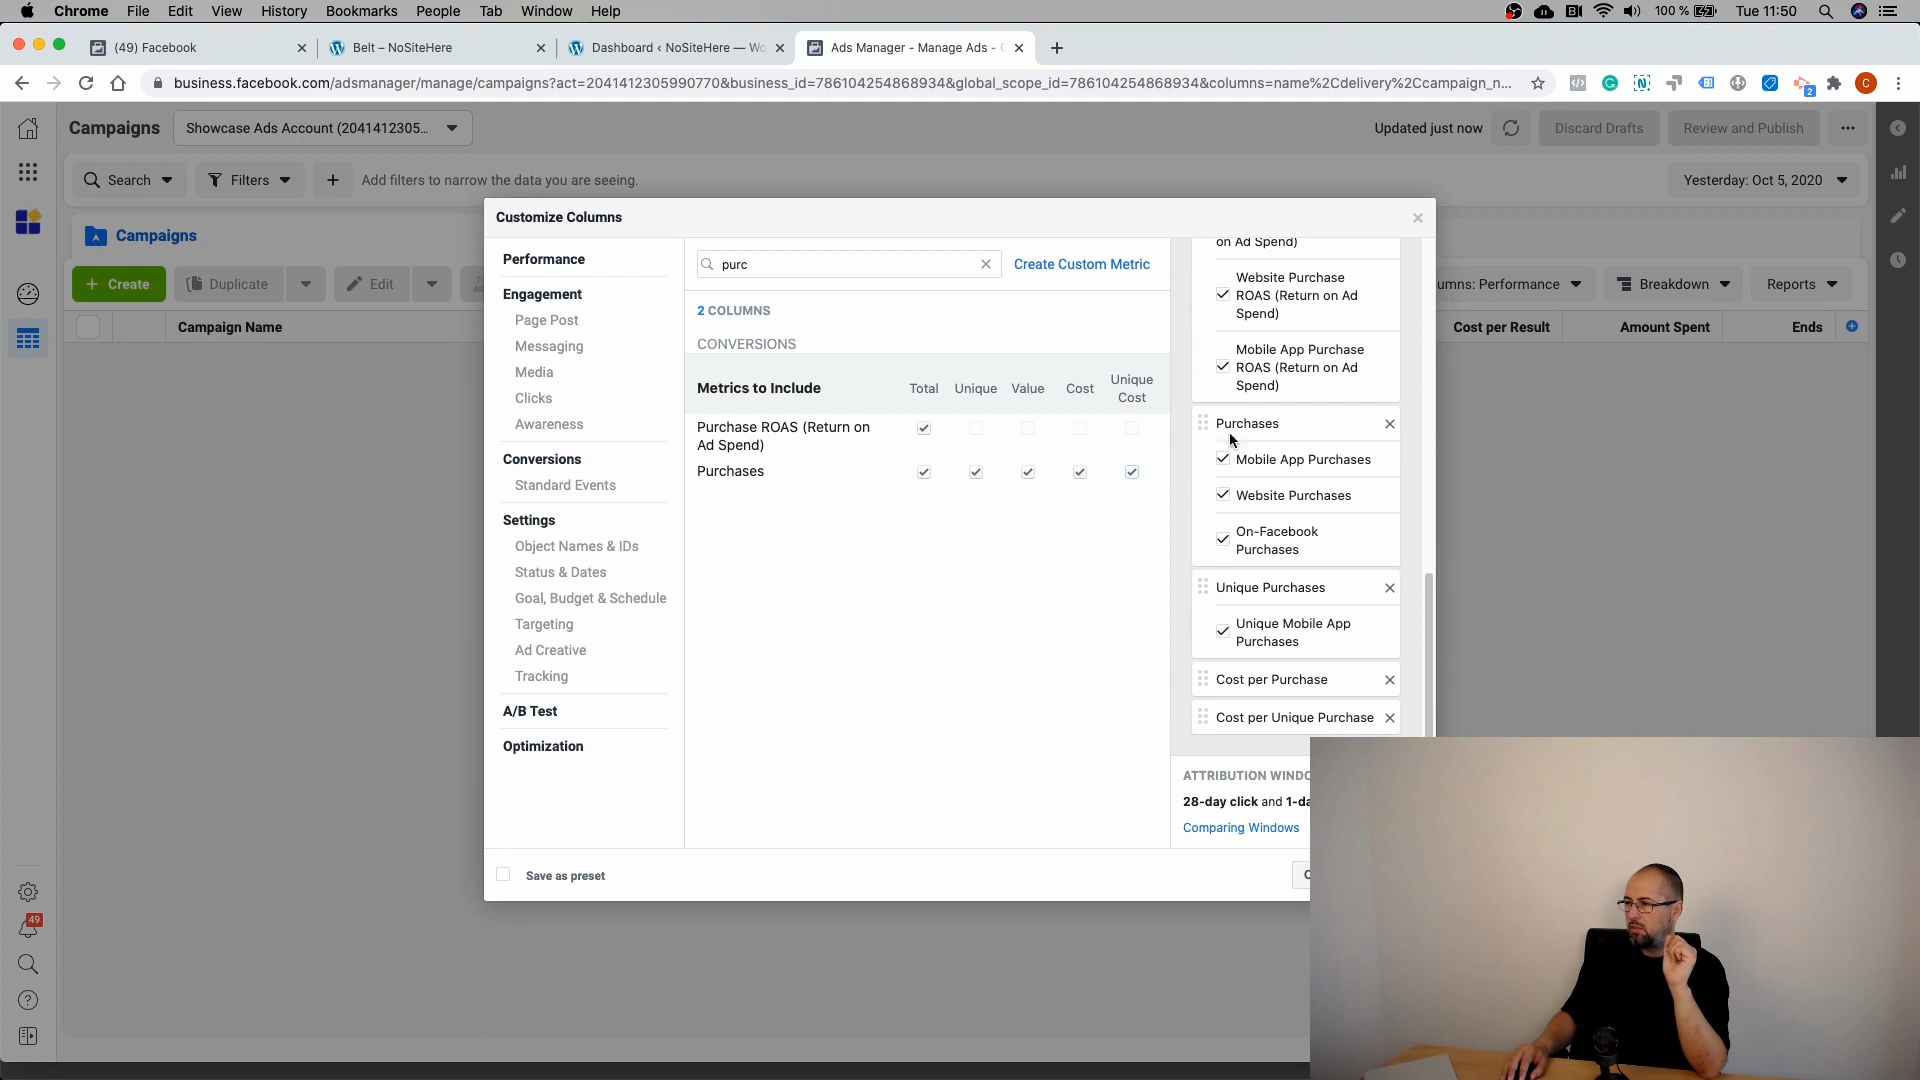 Chrome File Edit View History Bookmarks People Tab Window Help 100 % Tue 11:50
(49) Facebook Belt – NoSiteHere Dashboard ‹ NoSiteHere — Wo Ads Manager - Manage Ads -
business.facebook.com/adsmanager/manage/campaigns?act=2041412305990770&business_id=786104254868934&global_scope_id=786104254868934&columns=name%2Cdelivery%2Ccampaign_n...
Campaigns Showcase Ads Account (2041412305... Updated just now Discard Drafts Review and Publish
Search Filters Add filters to narrow the data you are seeing. Yesterday: Oct 5, 2020
Campaigns
+ Create Duplicate Edit umns: Performance Breakdown Reports
Campaign Name Cost per Result Amount Spent Ends
Customize Columns
Performance
Engagement
Page Post
Messaging
Media
Clicks
Awareness
Conversions
Standard Events
Settings
Object Names & IDs
Status & Dates
Goal, Budget & Schedule
Targeting
Ad Creative
Tracking
A/B Test
Optimization
purc
Create Custom Metric
2 COLUMNS
CONVERSIONS
Metrics to Include Total Unique Value Cost Unique
Cost
Purchase ROAS (Return on
Ad Spend)
Purchases
on Ad Spend)
Website Purchase
ROAS (Return on Ad
Spend)
Mobile App Purchase
ROAS (Return on Ad
Spend)
Purchases
Mobile App Purchases
Website Purchases
On-Facebook
Purchases
Unique Purchases
Unique Mobile App
Purchases
Cost per Purchase
Cost per Unique Purchase
ATTRIBUTION WINDO
28-day click and 1-da
Comparing Windows
Save as preset
49
2
C